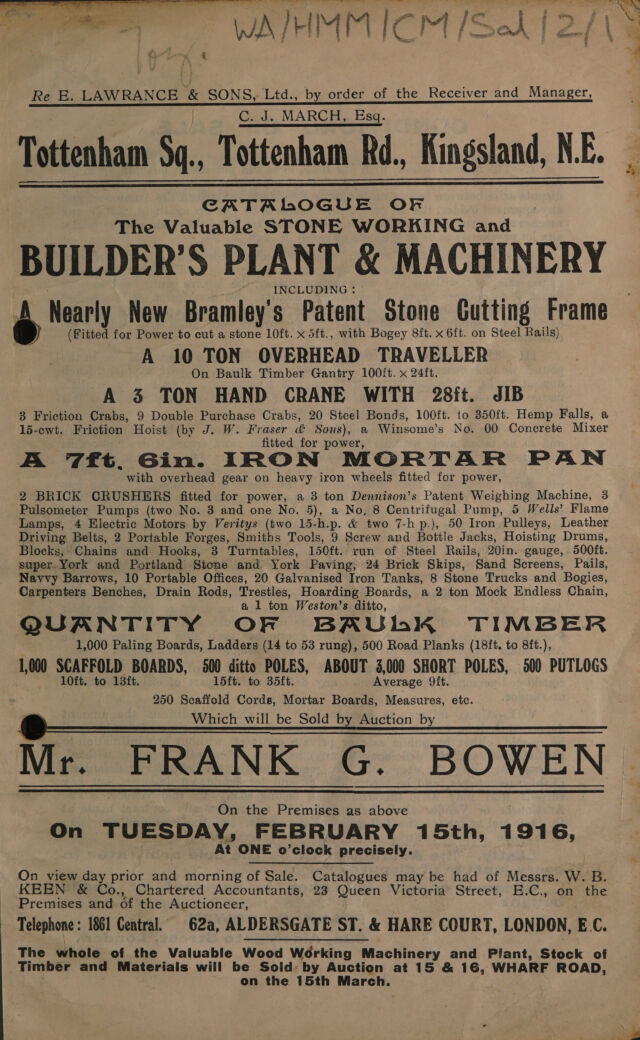 WA/HMM/CM/Sal/2/1
Re E. LAWRANCE & SONS, Ltd., by order of the Receiver and Manager,
C. J. MARCH, Esq.
Tottenham Sq., Tottenham Rd., Kingsland, N.E.
CATALOGUE OF
The Valuable STONE WORKING and
BUILDER'S PLANT & MACHINERY
INCLUDING:
A Nearly New Bramley's Patent Stone Cutting Frame
(Fitted for Power to cut a stone 10ft. × 5ft., with Bogey 8ft. × 6ft. on Steel Rails)
A 10 TON OVERHEAD TRAVELLER
On Baulk Timber Gantry 100ft. × 24ft.
A 3 TON HAND CRANE WITH 28ft. JIB
3 Friction Crabs, 9 Double Purchase Crabs, 20 Steel Bonds, 100ft. to 350ft. Hemp Falls, a
15-cwt. Friction Hoist (by J. W. Fraser & Sons), a Winsome's No. 00 Concrete Mixer
fitted for power,
A 7ft. 6in. IRON MORTAR PAN
with overhead gear on heavy iron wheels fitted for power,
2 BRICK CRUSHERS fitted for power, a 3 ton Dennison's Patent Weighing Machine, 3
Pulsometer Pumps (two No. 3 and one No. 5), a No. 8 Centrifugal Pump, 5 Wells' Flame
Lamps, 4 Electric Motors by Veritys (two 15-h.p. & two 7-h p.), 50 Iron Pulleys, Leather
Driving Belts, 2 Portable Forges, Smiths Tools, 9 Screw and Bottle Jacks, Hoisting Drums,
Blocks, Chains and Hooks, 3 Turntables, 150ft. run of Steel Rails, 20in. gauge, 500ft.
super York and Portland Stone and York Paving, 24 Brick Skips, Sand Screens, Pails,
Navvy Barrows, 10 Portable Offices, 20 Galvanised Iron Tanks, 8 Stone Trucks and Bogies,
Carpenters Benches, Drain Rods, Trestles, Hoarding Boards, a 2 ton Mock Endless Chain,
a 1 ton Weston's ditto,
QUANTITY OF BAULK TIMBER
1,000 Paling Boards, Ladders (14 to 53 rung), 500 Road Planks (18ft. to 8ft.),
1,000 SCAFFOLD BOARDS, 500 ditto POLES, ABOUT 3,000 SHORT POLES, 500 PUTLOGS
10ft. to 13ft. 15ft. to 35ft. Average 9ft.
250 Scaffold Cords, Mortar Boards, Measures, etc.
Which will be Sold by Auction by
Mr. FRANK G. BOWEN
On the Premises as above
On TUESDAY, FEBRUARY 15th, 1916,
At ONE o'clock precisely.
On view day prior and morning of Sale. Catalogues may be had of Messrs. W. B.
KEEN & Co., Chartered Accountants, 23 Queen Victoria Street, E.C., on the
Premises and of the Auctioneer,
Telephone: 1861 Central. 62a, ALDERSGATE ST. & HARE COURT, LONDON, E.C.
The whole of the Valuable Wood Working Machinery and Plant, Stock of
Timber and Materials will be Sold by Auction at 15 & 16, WHARF ROAD,
on the 15th March.